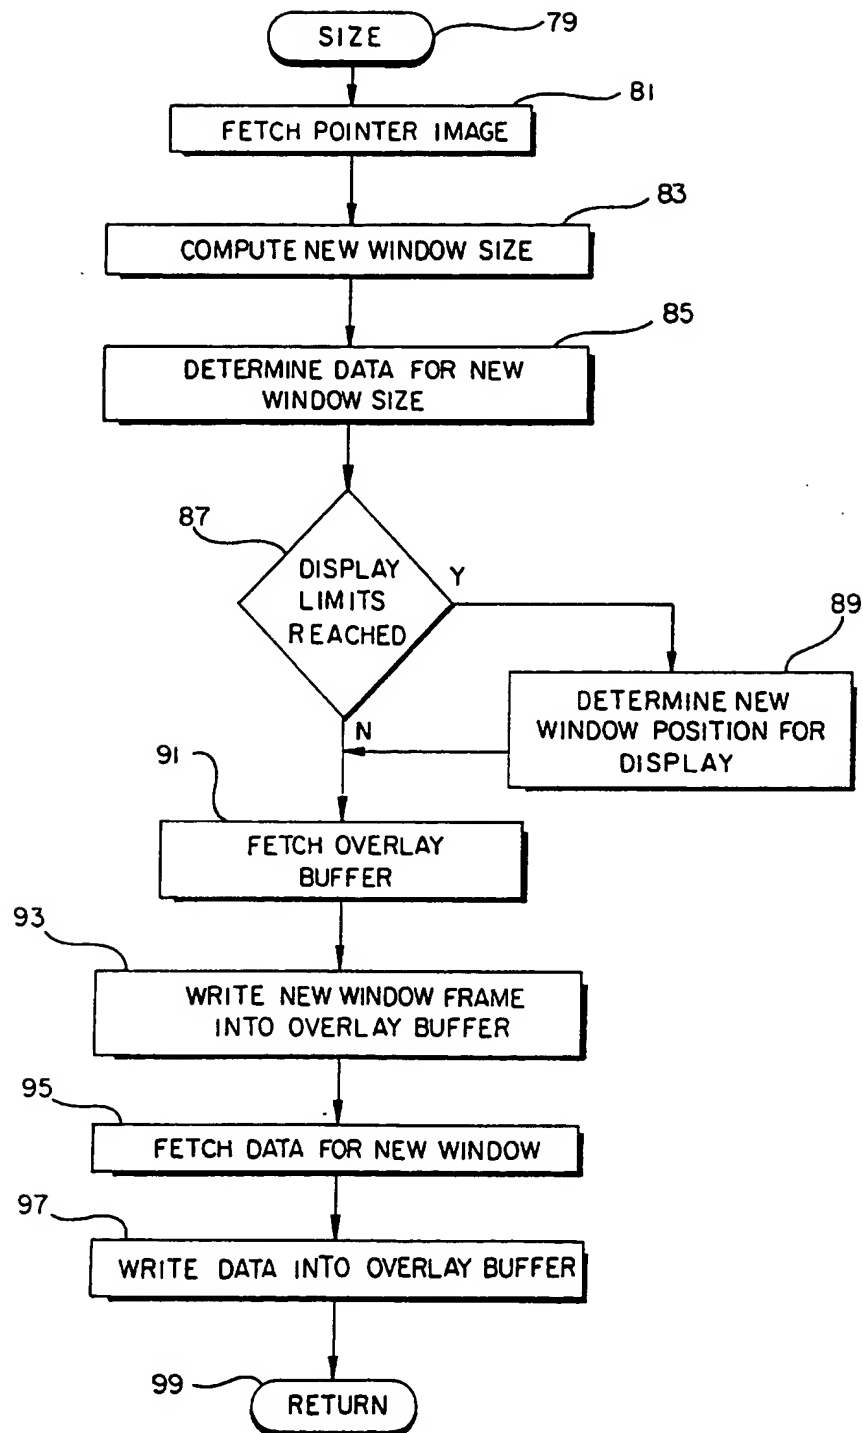 SIZE
79
81
FETCH POINTER IMAGE
83
COMPUTE NEW WINDOW SIZE
85
DETERMINE DATA FOR NEW
WINDOW SIZE
87
DISPLAY
LIMITS
REACHED
Y
N
89
DETERMINE NEW
WINDOW POSITION FOR
DISPLAY
91
FETCH OVERLAY
BUFFER
93
WRITE NEW WINDOW FRAME
INTO OVERLAY BUFFER
95
FETCH DATA FOR NEW WINDOW
97
WRITE DATA INTO OVERLAY BUFFER
99
RETURN